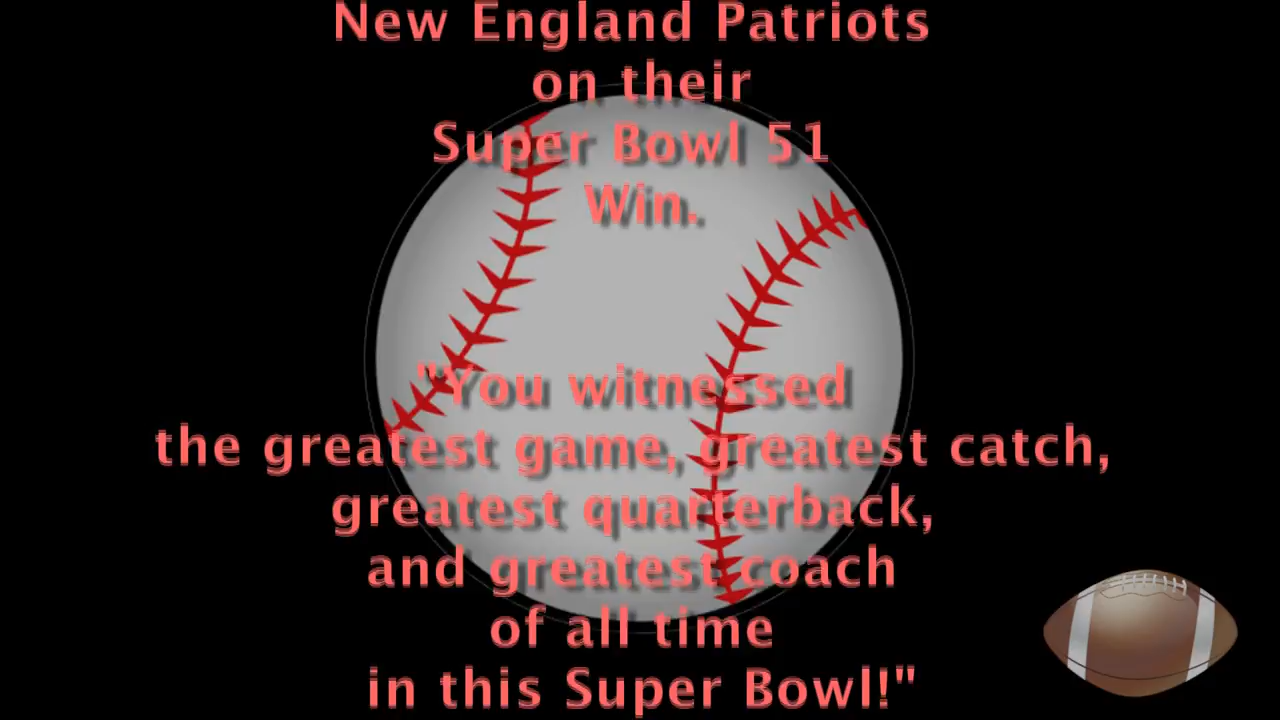 New England Patriots
on their
Super Bowl 51
Win.
"You witnessed
the greatest game, greatest catch,
greatest quarterback,
and greatest coach
of all time
in this Super Bowl!"